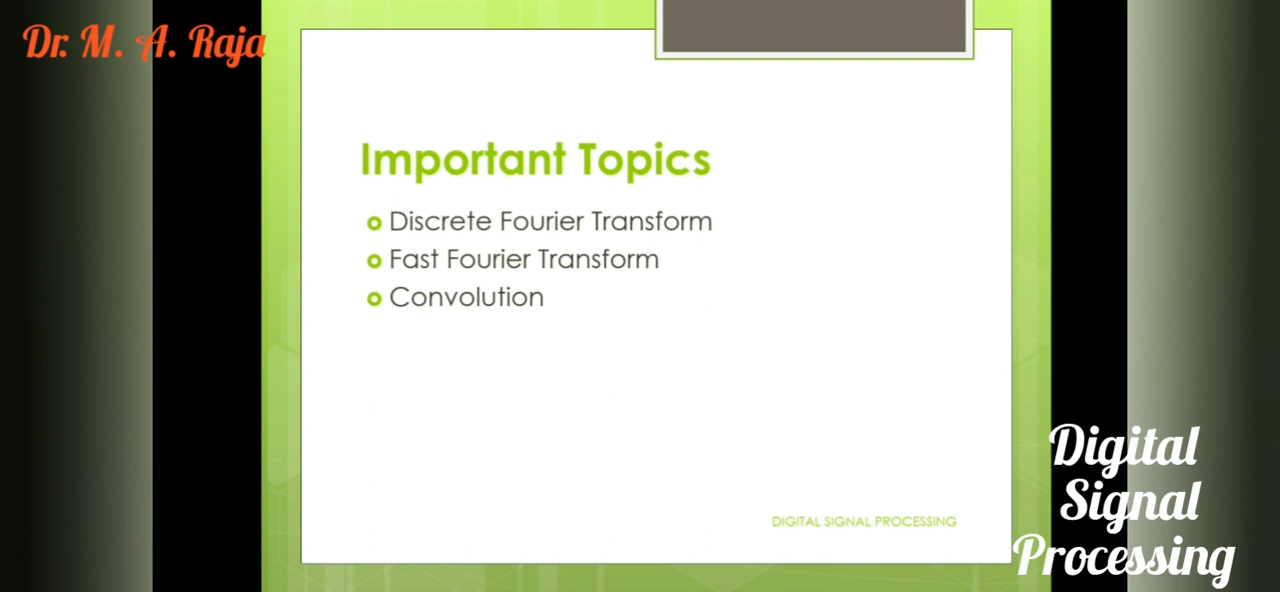 Dr. M. A. Raja
Important Topics
Discrete Fourier Transform
Fast Fourier Transform
Convolution
DIGITAL SIGNAL PROCESSING
Digital
Signal
Processing